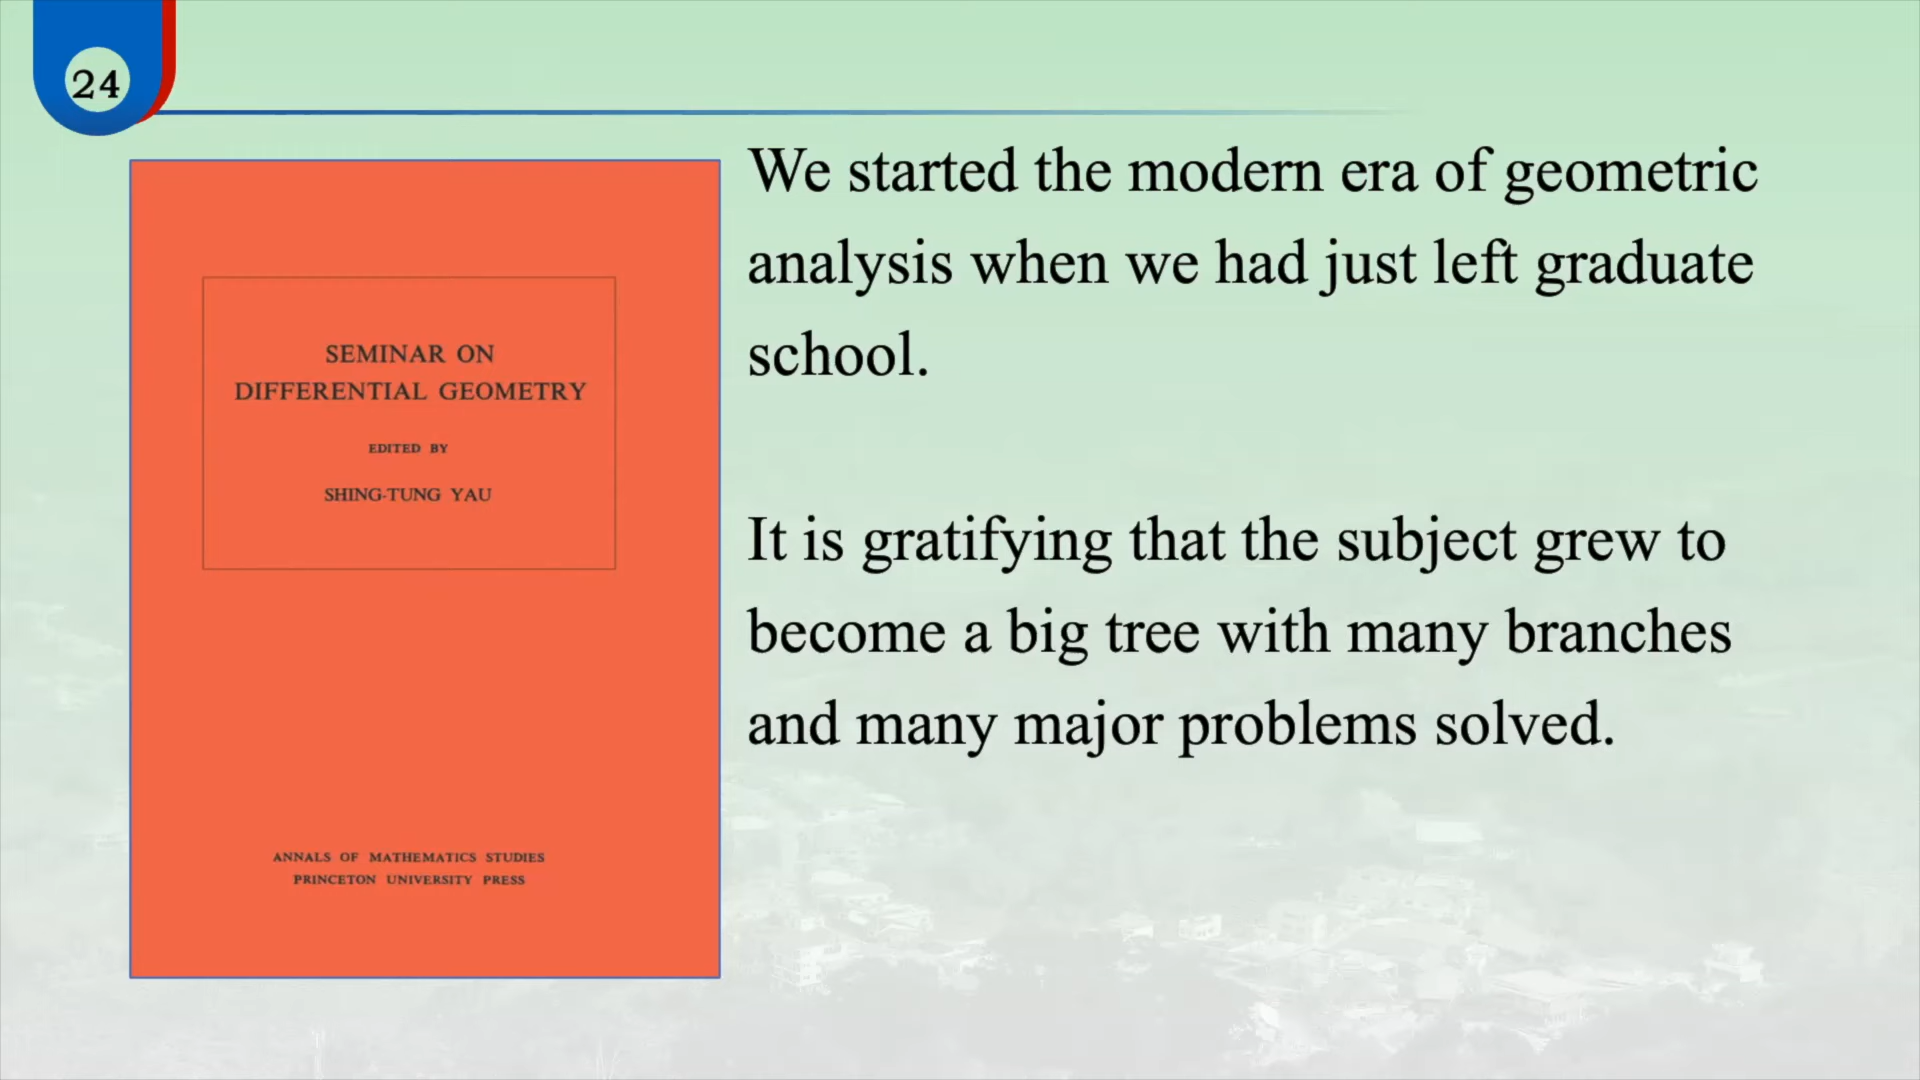 24
SEMINAR ON
DIFFERENTIAL GEOMETRY
EDITED BY
SHING-TUNG YAU
ANNALS OF MATHEMATICS STUDIES
PRINCETON UNIVERSITY PRESS
We started the modern era of geometric
analysis when we had just left graduate
school.
It is gratifying that the subject grew to
become a big tree with many branches
and many major problems solved.